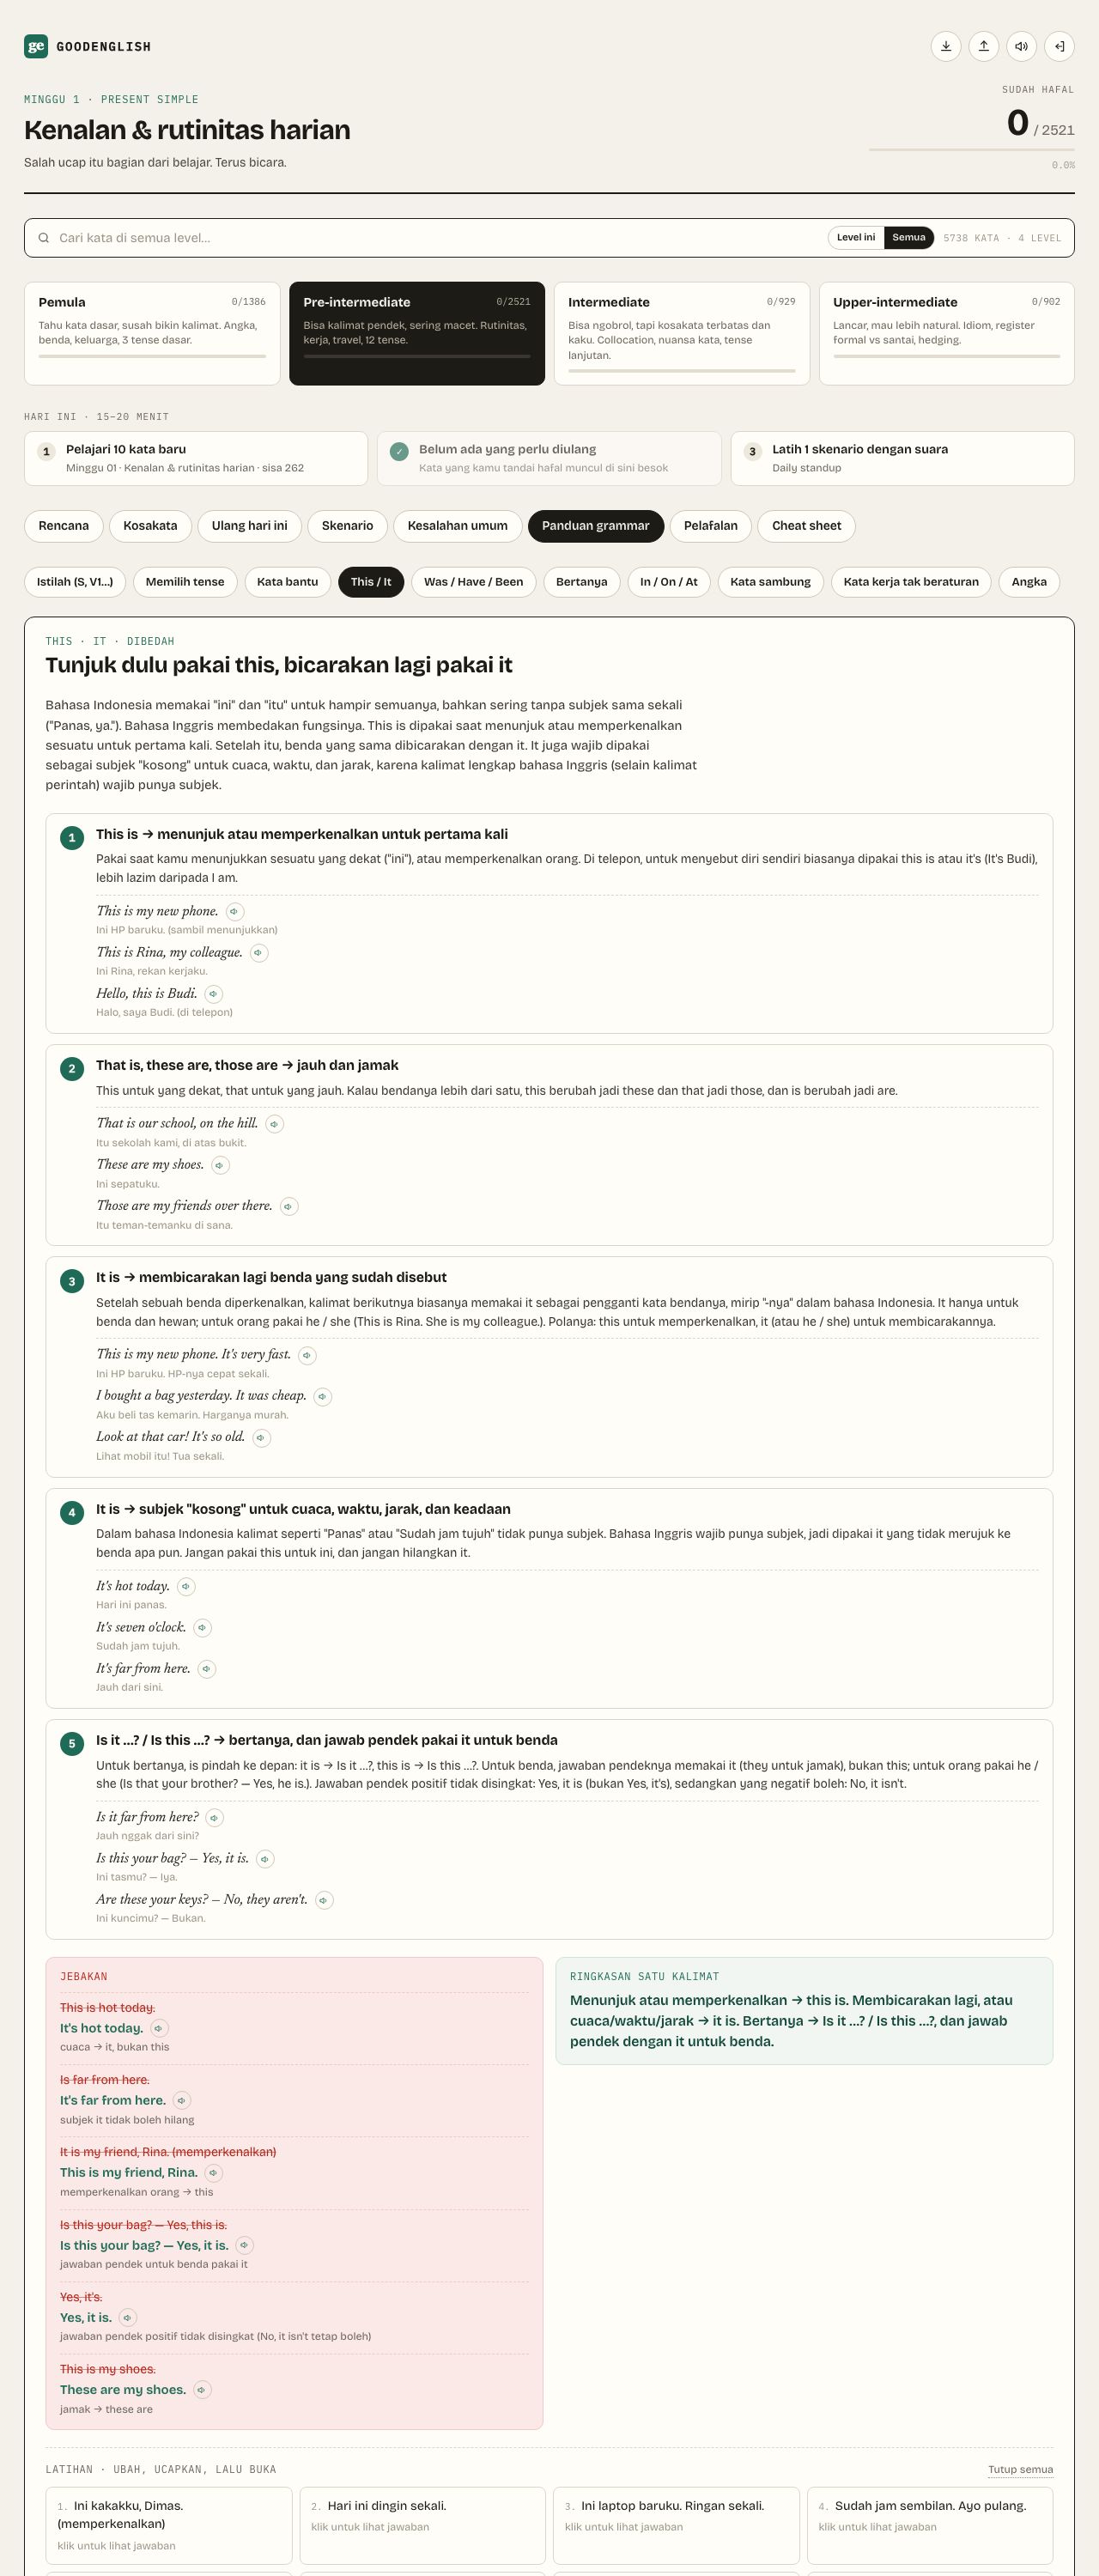 ge GOODENGLISH
MINGGU 1 · PRESENT SIMPLE
Kenalan & rutinitas harian
Salah ucap itu bagian dari belajar. Terus bicara.
SUDAH HAFAL
0 / 2521
0.0%
Cari kata di semua level...
Level ini Semua 5738 KATA · 4 LEVEL
Pemula 0/1386
Tahu kata dasar, susah bikin kalimat. Angka,
benda, keluarga, 3 tense dasar.
Pre-intermediate 0/2521
Bisa kalimat pendek, sering macet. Rutinitas,
kerja, travel, 12 tense.
Intermediate 0/929
Bisa ngobrol, tapi kosakata terbatas dan
kaku. Collocation, nuansa kata, tense
lanjutan.
Upper-intermediate 0/902
Lancar, mau lebih natural. Idiom, register
formal vs santai, hedging.
HARI INI · 15–20 MENIT
1 Pelajari 10 kata baru
Minggu 01 · Kenalan & rutinitas harian · sisa 262
✓ Belum ada yang perlu diulang
Kata yang kamu tandai hafal muncul di sini besok
3 Latih 1 skenario dengan suara
Daily standup
Rencana Kosakata Ulang hari ini Skenario Kesalahan umum Panduan grammar Pelafalan Cheat sheet
Istilah (S, V1...) Memilih tense Kata bantu This / It Was / Have / Been Bertanya In / On / At Kata sambung Kata kerja tak beraturan Angka
THIS · IT · DIBEDAH
Tunjuk dulu pakai this, bicarakan lagi pakai it
Bahasa Indonesia memakai "ini" dan "itu" untuk hampir semuanya, bahkan sering tanpa subjek sama sekali
("Panas, ya."). Bahasa Inggris membedakan fungsinya. This is dipakai saat menunjuk atau memperkenalkan
sesuatu untuk pertama kali. Setelah itu, benda yang sama dibicarakan dengan it. It juga wajib dipakai
sebagai subjek "kosong" untuk cuaca, waktu, dan jarak, karena kalimat lengkap bahasa Inggris (selain kalimat
perintah) wajib punya subjek.
1 This is → menunjuk atau memperkenalkan untuk pertama kali
Pakai saat kamu menunjukkan sesuatu yang dekat ("ini"), atau memperkenalkan orang. Di telepon, untuk menyebut diri sendiri biasanya dipakai this is atau it's (It's Budi),
lebih lazim daripada I am.
This is my new phone.
Ini HP baruku. (sambil menunjukkan)
This is Rina, my colleague.
Ini Rina, rekan kerjaku.
Hello, this is Budi.
Halo, saya Budi. (di telepon)
2 That is, these are, those are → jauh dan jamak
This untuk yang dekat, that untuk yang jauh. Kalau bendanya lebih dari satu, this berubah jadi these dan that jadi those, dan is berubah jadi are.
That is our school, on the hill.
Itu sekolah kami, di atas bukit.
These are my shoes.
Ini sepatuku.
Those are my friends over there.
Itu teman-temanku di sana.
3 It is → membicarakan lagi benda yang sudah disebut
Setelah sebuah benda diperkenalkan, kalimat berikutnya biasanya memakai it sebagai pengganti kata bendanya, mirip "-nya" dalam bahasa Indonesia. It hanya untuk
benda dan hewan; untuk orang pakai he / she (This is Rina. She is my colleague.). Polanya: this untuk memperkenalkan, it (atau he / she) untuk membicarakannya.
This is my new phone. It's very fast.
Ini HP baruku. HP-nya cepat sekali.
I bought a bag yesterday. It was cheap.
Aku beli tas kemarin. Harganya murah.
Look at that car! It's so old.
Lihat mobil itu! Tua sekali.
4 It is → subjek "kosong" untuk cuaca, waktu, jarak, dan keadaan
Dalam bahasa Indonesia kalimat seperti "Panas" atau "Sudah jam tujuh" tidak punya subjek. Bahasa Inggris wajib punya subjek, jadi dipakai it yang tidak merujuk ke
benda apa pun. Jangan pakai this untuk ini, dan jangan hilangkan it.
It's hot today.
Hari ini panas.
It's seven o'clock.
Sudah jam tujuh.
It's far from here.
Jauh dari sini.
5 Is it ...? / Is this ...? → bertanya, dan jawab pendek pakai it untuk benda
Untuk bertanya, is pindah ke depan: it is → Is it ...?, this is → Is this ...?. Untuk benda, jawaban pendeknya memakai it (they untuk jamak), bukan this; untuk orang pakai he /
she (Is that your brother? — Yes, he is.). Jawaban pendek positif tidak disingkat: Yes, it is (bukan Yes, it's), sedangkan yang negatif boleh: No, it isn't.
Is it far from here?
Jauh nggak dari sini?
Is this your bag? — Yes, it is.
Ini tasmu? — Iya.
Are these your keys? — No, they aren't.
Ini kuncimu? — Bukan.
JEBAKAN
This is hot today.
It's hot today.
cuaca → it, bukan this
Is far from here.
It's far from here.
subjek it tidak boleh hilang
It is my friend, Rina. (memperkenalkan)
This is my friend, Rina.
memperkenalkan orang → this
Is this your bag? — Yes, this is.
Is this your bag? — Yes, it is.
jawaban pendek untuk benda pakai it
Yes, it's.
Yes, it is.
jawaban pendek positif tidak disingkat (No, it isn't tetap boleh)
This is my shoes.
These are my shoes.
jamak → these are
RINGKASAN SATU KALIMAT
Menunjuk atau memperkenalkan → this is. Membicarakan lagi, atau
cuaca/waktu/jarak → it is. Bertanya → Is it ...? / Is this ...?, dan jawab
pendek dengan it untuk benda.
LATIHAN · UBAH, UCAPKAN, LALU BUKA
Tutup semua
1. Ini kakakku, Dimas.
(memperkenalkan)
klik untuk lihat jawaban
2. Hari ini dingin sekali.
klik untuk lihat jawaban
3. Ini laptop baruku. Ringan sekali.
klik untuk lihat jawaban
4. Sudah jam sembilan. Ayo pulang.
klik untuk lihat jawaban